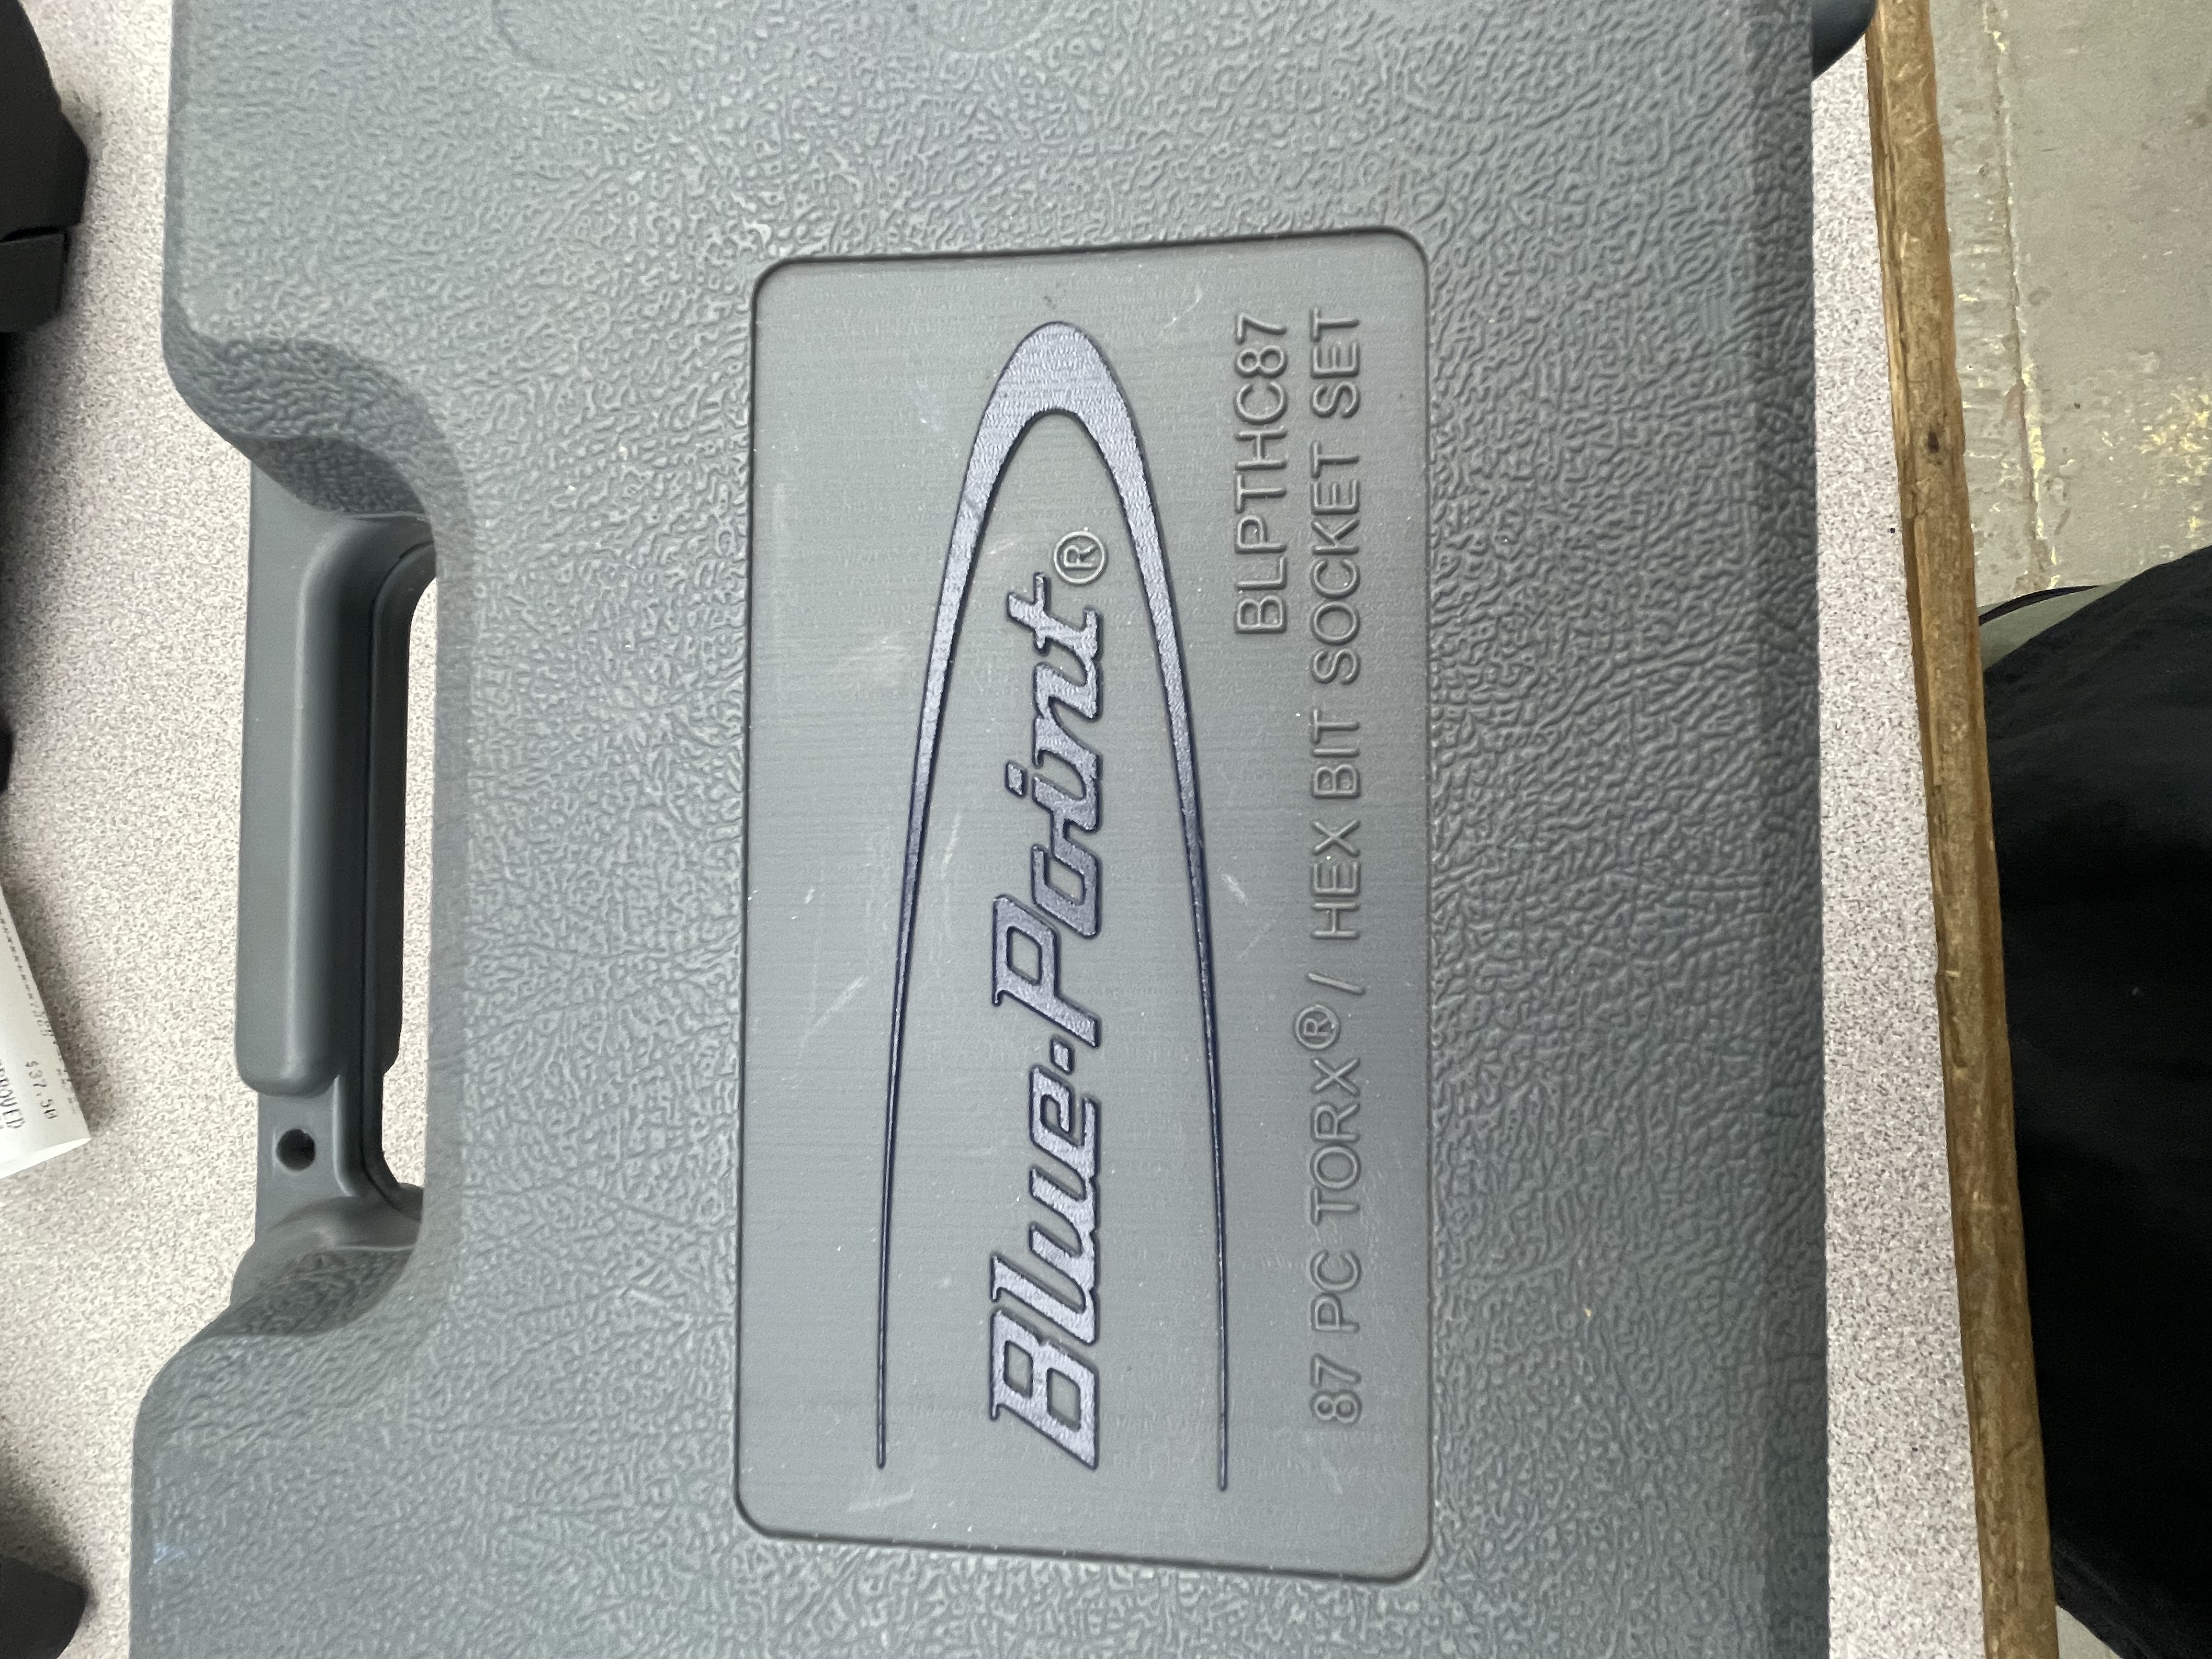 Blue-Point®
BLPTHC87
87 PC TORX® / HEX BIT SOCKET SET
$37.50